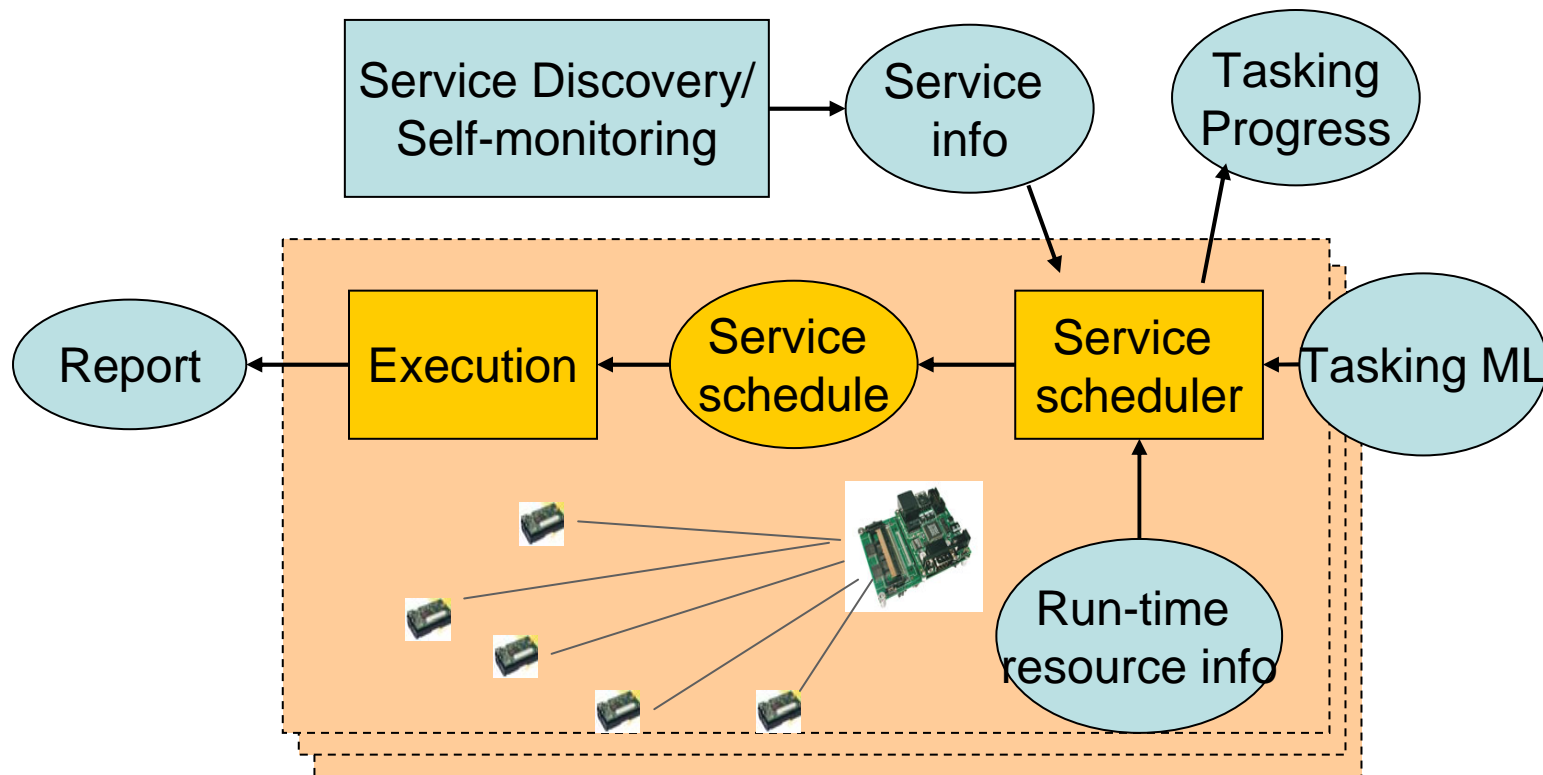 Service Discovery/
Self-monitoring
Service
info
Tasking
Progress
Report
Execution
Service
schedule
Service
scheduler
Tasking ML
Run-time
resource info